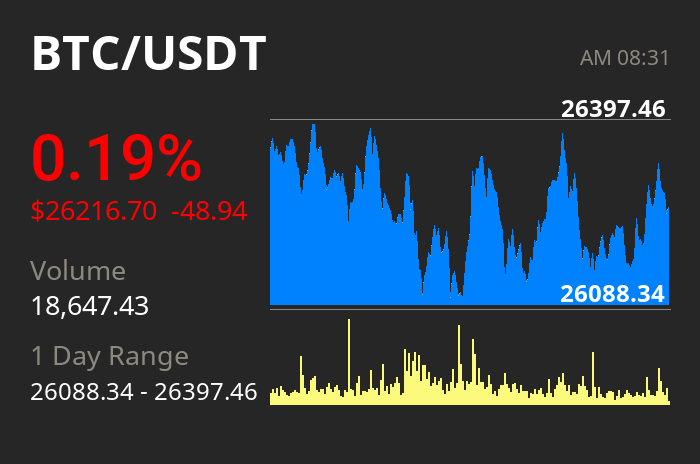 BTC/USDT
AM 08:31
26397.46
0.19%
$26216.70 -48.94
Volume
18,647.43
26088.34
1 Day Range
26088.34 - 26397.46